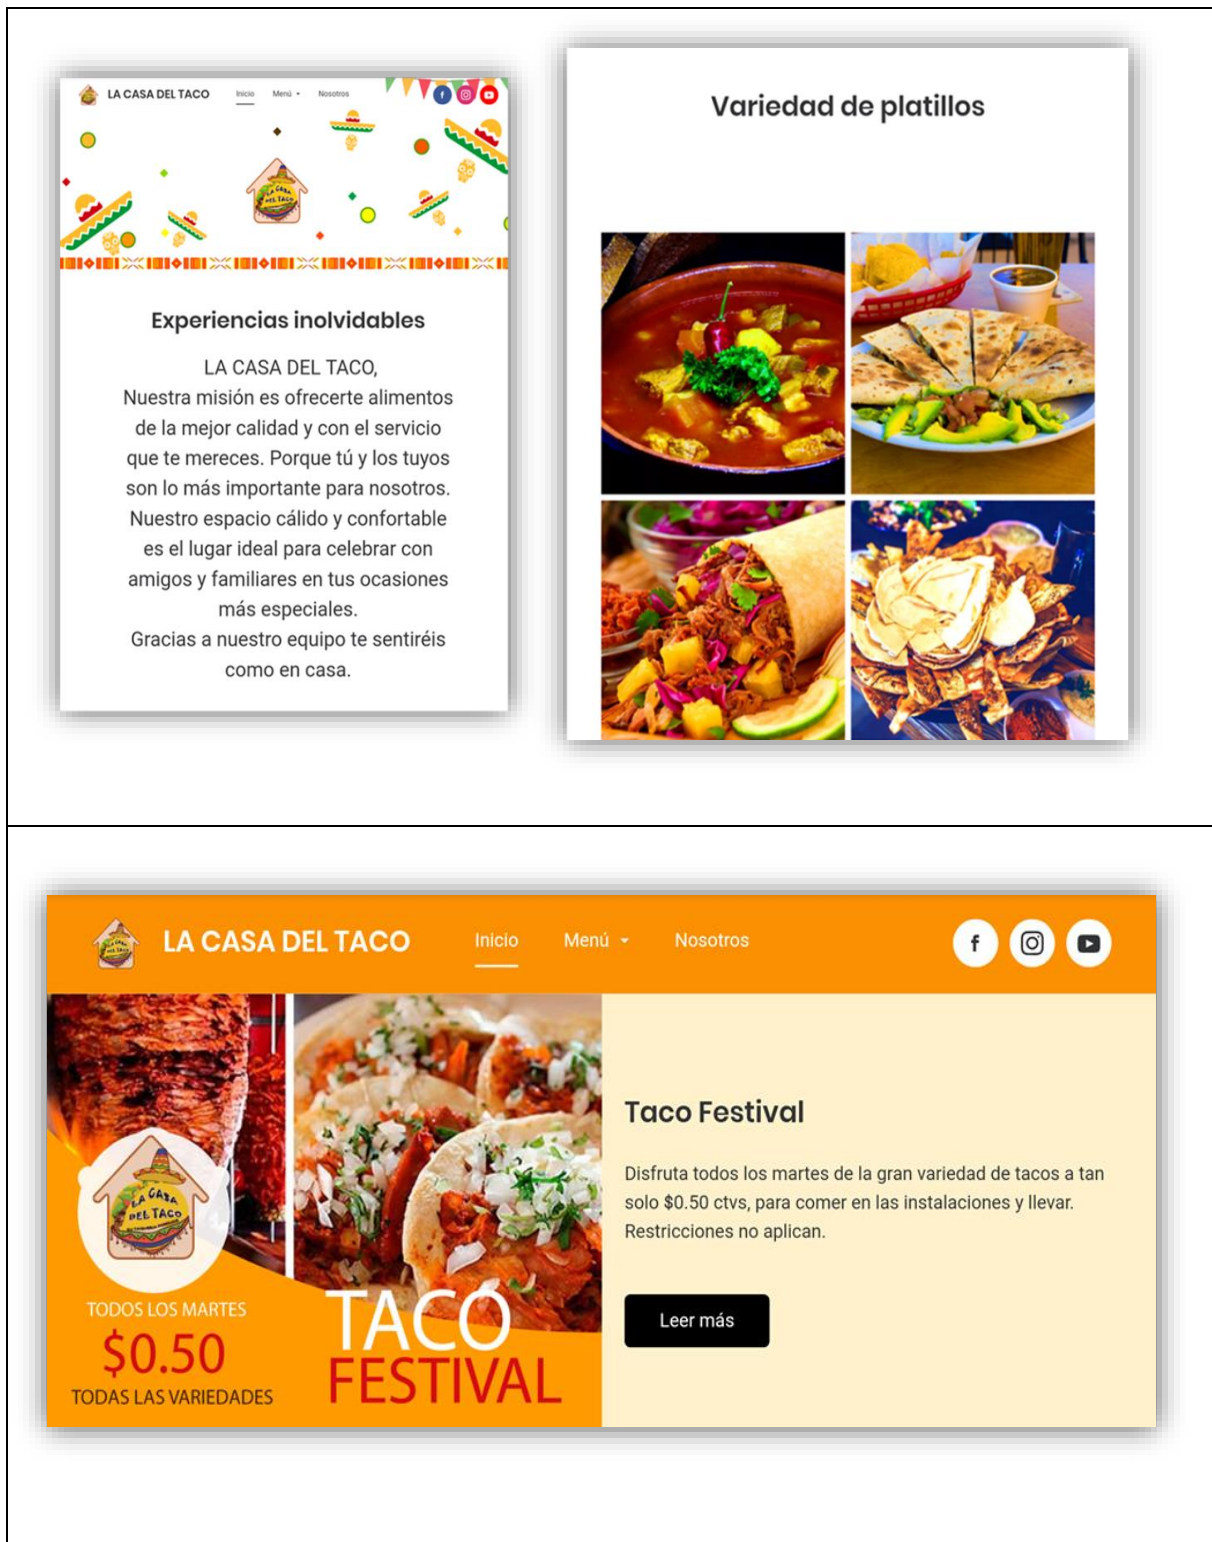 LA CASA DEL TACO Inicio Menú Nosotros
LA CASA
DEL TACO
Experiencias inolvidables
LA CASA DEL TACO,
Nuestra misión es ofrecerte alimentos
de la mejor calidad y con el servicio
que te mereces. Porque tú y los tuyos
son lo más importante para nosotros.
Nuestro espacio cálido y confortable
es el lugar ideal para celebrar con
amigos y familiares en tus ocasiones
más especiales.
Gracias a nuestro equipo te sentiréis
como en casa.
Variedad de platillos
LA CASA DEL TACO Inicio Menú Nosotros
LA CASA
DEL TACO
TODOS LOS MARTES
$0.50
TODAS LAS VARIEDADES
TACO
FESTIVAL
Taco Festival
Disfruta todos los martes de la gran variedad de tacos a tan
solo $0.50 ctvs, para comer en las instalaciones y llevar.
Restricciones no aplican.
Leer más